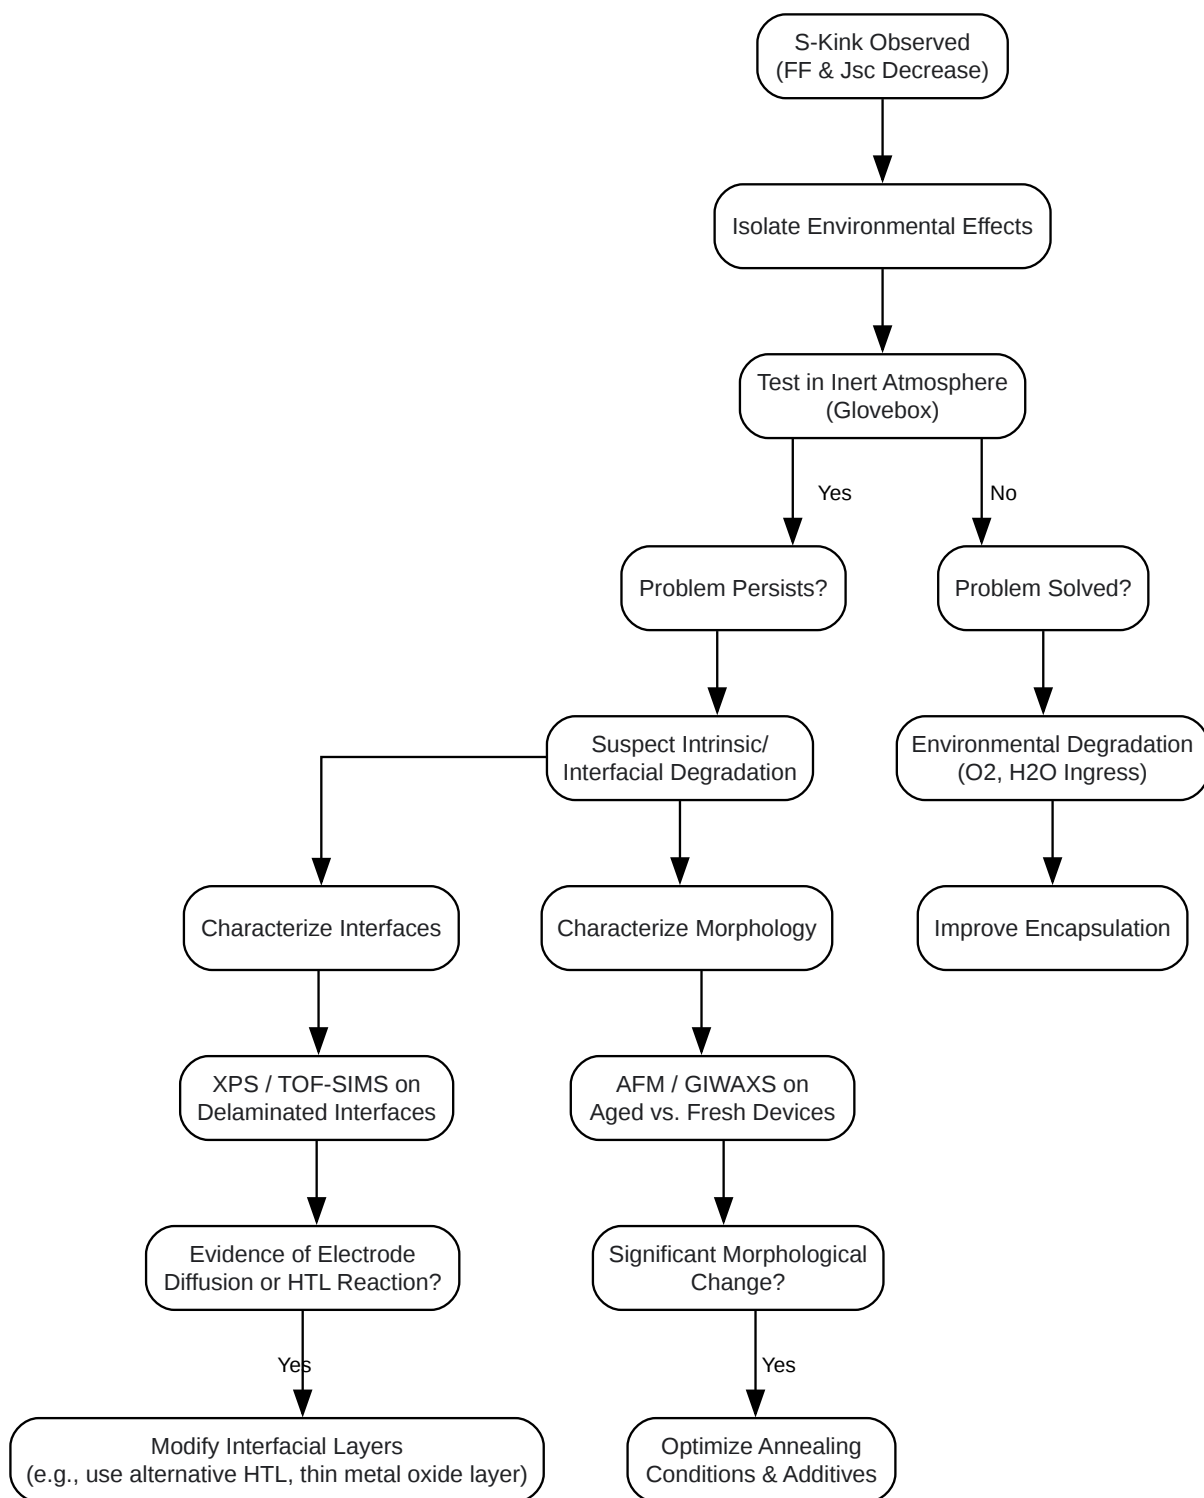 S-Kink Observed
(FF & Jsc Decrease)
Isolate Environmental Effects
Test in Inert Atmosphere
(Glovebox)
Yes
No
Problem Persists?
Problem Solved?
Suspect Intrinsic/
Interfacial Degradation
Environmental Degradation
(O2, H2O Ingress)
Characterize Interfaces
Characterize Morphology
Improve Encapsulation
XPS / TOF-SIMS on
Delaminated Interfaces
AFM / GIWAXS on
Aged vs. Fresh Devices
Evidence of Electrode
Diffusion or HTL Reaction?
Significant Morphological
Change?
Yes
Yes
Modify Interfacial Layers
(e.g., use alternative HTL, thin metal oxide layer)
Optimize Annealing
Conditions & Additives